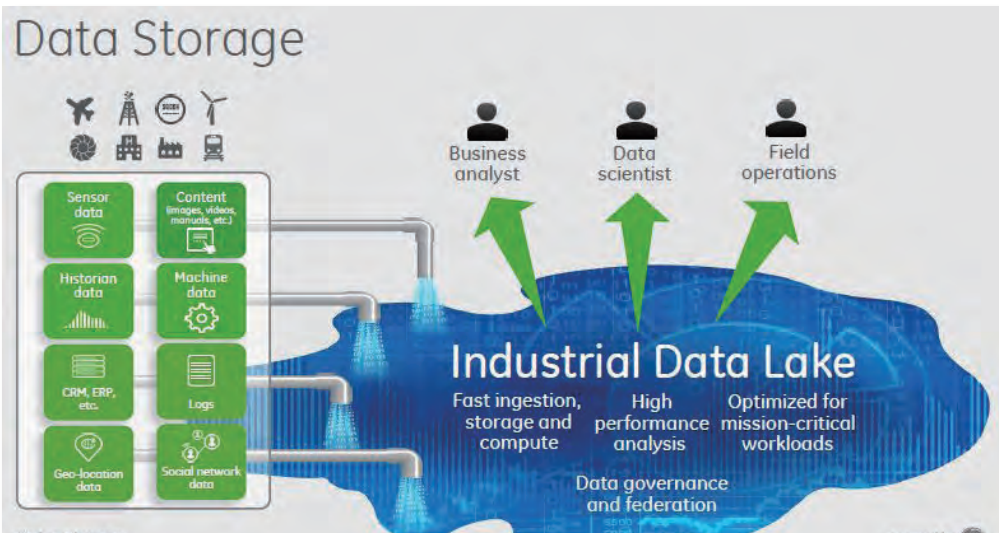 Data Storage
Sensor
data
Content
(images, videos,
manuals, etc.)
Historian
data
Machine
data
CRM, ERP,
etc.
Logs
Geo-location
data
Social network
data
Business
analyst
Data
scientist
Field
operations
Industrial Data Lake
Fast ingestion,
storage and
compute
High
performance
analysis
Optimized for
mission-critical
workloads
Data governance
and federation